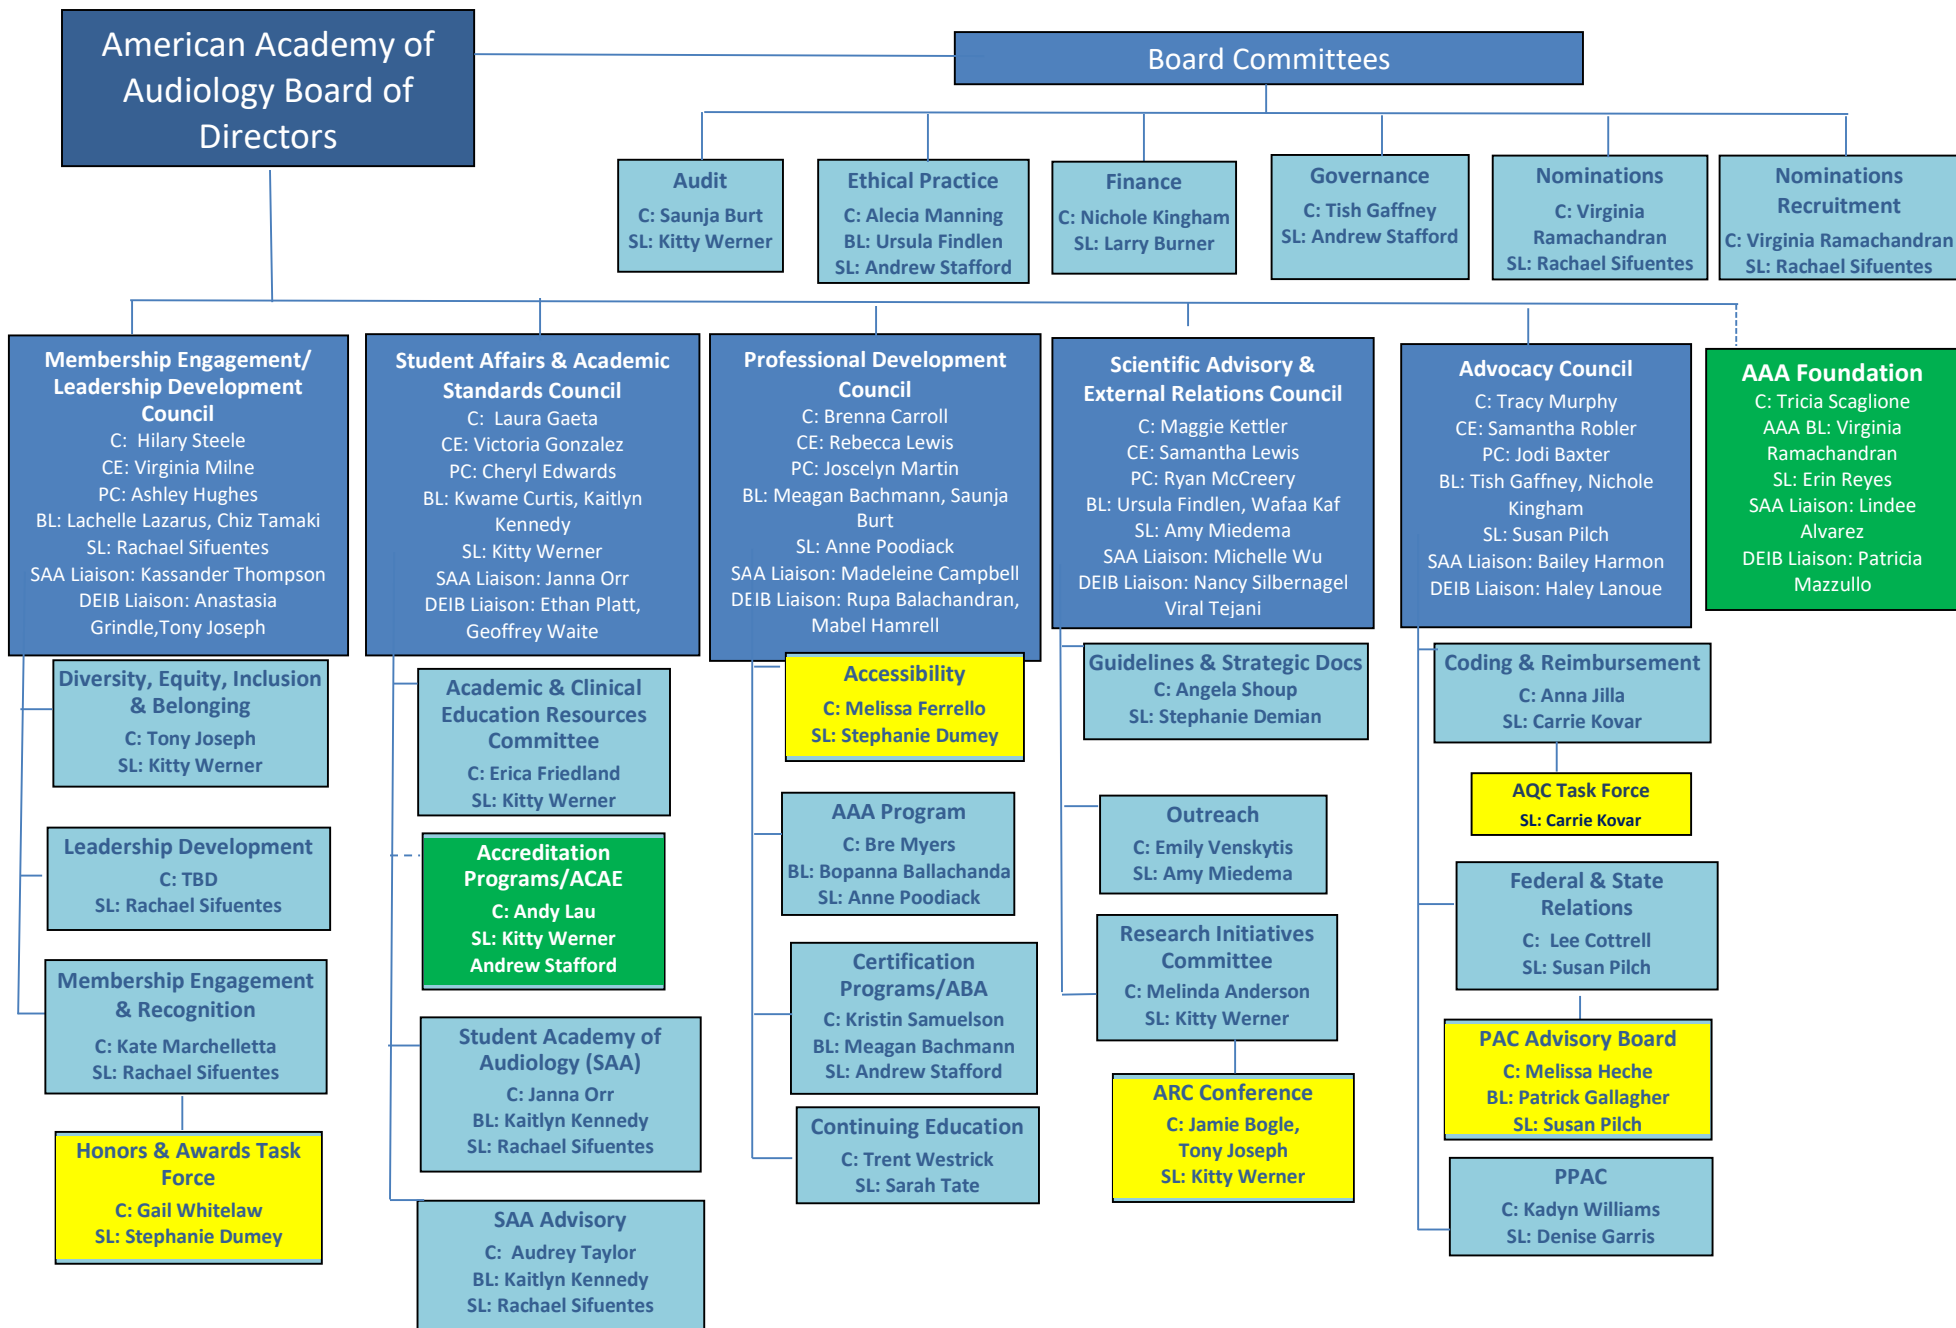 American Academy of
Audiology Board of
Directors
Board Committees
Audit
C: Saunja Burt
SL: Kitty Werner
Ethical Practice
C: Alecia Manning
BL: Ursula Findlen
SL: Andrew Stafford
Finance
C: Nichole Kingham
SL: Larry Burner
Governance
C: Tish Gaffney
SL: Andrew Stafford
Nominations
C: Virginia
Ramachandran
SL: Rachael Sifuentes
Nominations
Recruitment
C: Virginia Ramachandran
SL: Rachael Sifuentes
Membership Engagement/
Leadership Development
Council
C: Hilary Steele
CE: Virginia Milne
PC: Ashley Hughes
BL: Lachelle Lazarus, Chiz Tamaki
SL: Rachael Sifuentes
SAA Liaison: Kassander Thompson
DEIB Liaison: Anastasia
Grindle,Tony Joseph
Diversity, Equity, Inclusion
& Belonging
C: Tony Joseph
SL: Kitty Werner
Leadership Development
C: TBD
SL: Rachael Sifuentes
Membership Engagement
& Recognition
C: Kate Marchelletta
SL: Rachael Sifuentes
Honors & Awards Task
Force
C: Gail Whitelaw
SL: Stephanie Dumey
Student Affairs & Academic
Standards Council
C: Laura Gaeta
CE: Victoria Gonzalez
PC: Cheryl Edwards
BL: Kwame Curtis, Kaitlyn
Kennedy
SL: Kitty Werner
SAA Liaison: Janna Orr
DEIB Liaison: Ethan Platt,
Geoffrey Waite
Academic & Clinical
Education Resources
Committee
C: Erica Friedland
SL: Kitty Werner
Accreditation
Programs/ACAE
C: Andy Lau
SL: Kitty Werner
Andrew Stafford
Student Academy of
Audiology (SAA)
C: Janna Orr
BL: Kaitlyn Kennedy
SL: Rachael Sifuentes
SAA Advisory
C: Audrey Taylor
BL: Kaitlyn Kennedy
SL: Rachael Sifuentes
Professional Development
Council
C: Brenna Carroll
CE: Rebecca Lewis
PC: Joscelyn Martin
BL: Meagan Bachmann, Saunja
Burt
SL: Anne Poodiack
SAA Liaison: Madeleine Campbell
DEIB Liaison: Rupa Balachandran,
Mabel Hamrell
Accessibility
C: Melissa Ferrello
SL: Stephanie Dumey
AAA Program
C: Bre Myers
BL: Bopanna Ballachanda
SL: Anne Poodiack
Certification
Programs/ABA
C: Kristin Samuelson
BL: Meagan Bachmann
SL: Andrew Stafford
Continuing Education
C: Trent Westrick
SL: Sarah Tate
Scientific Advisory &
External Relations Council
C: Maggie Kettler
CE: Samantha Lewis
PC: Ryan McCreery
BL: Ursula Findlen, Wafaa Kaf
SL: Amy Miedema
SAA Liaison: Michelle Wu
DEIB Liaison: Nancy Silbernagel
Viral Tejani
Guidelines & Strategic Docs
C: Angela Shoup
SL: Stephanie Demian
Outreach
C: Emily Venskytis
SL: Amy Miedema
Research Initiatives
Committee
C: Melinda Anderson
SL: Kitty Werner
ARC Conference
C: Jamie Bogle,
Tony Joseph
SL: Kitty Werner
Advocacy Council
C: Tracy Murphy
CE: Samantha Robler
PC: Jodi Baxter
BL: Tish Gaffney, Nichole
Kingham
SL: Susan Pilch
SAA Liaison: Bailey Harmon
DEIB Liaison: Haley Lanoue
Coding & Reimbursement
C: Anna Jilla
SL: Carrie Kovar
AQC Task Force
SL: Carrie Kovar
Federal & State
Relations
C: Lee Cottrell
SL: Susan Pilch
PAC Advisory Board
C: Melissa Heche
BL: Patrick Gallagher
SL: Susan Pilch
PPAC
C: Kadyn Williams
SL: Denise Garris
AAA Foundation
C: Tricia Scaglione
AAA BL: Virginia
Ramachandran
SL: Erin Reyes
SAA Liaison: Lindee
Alvarez
DEIB Liaison: Patricia
Mazzullo